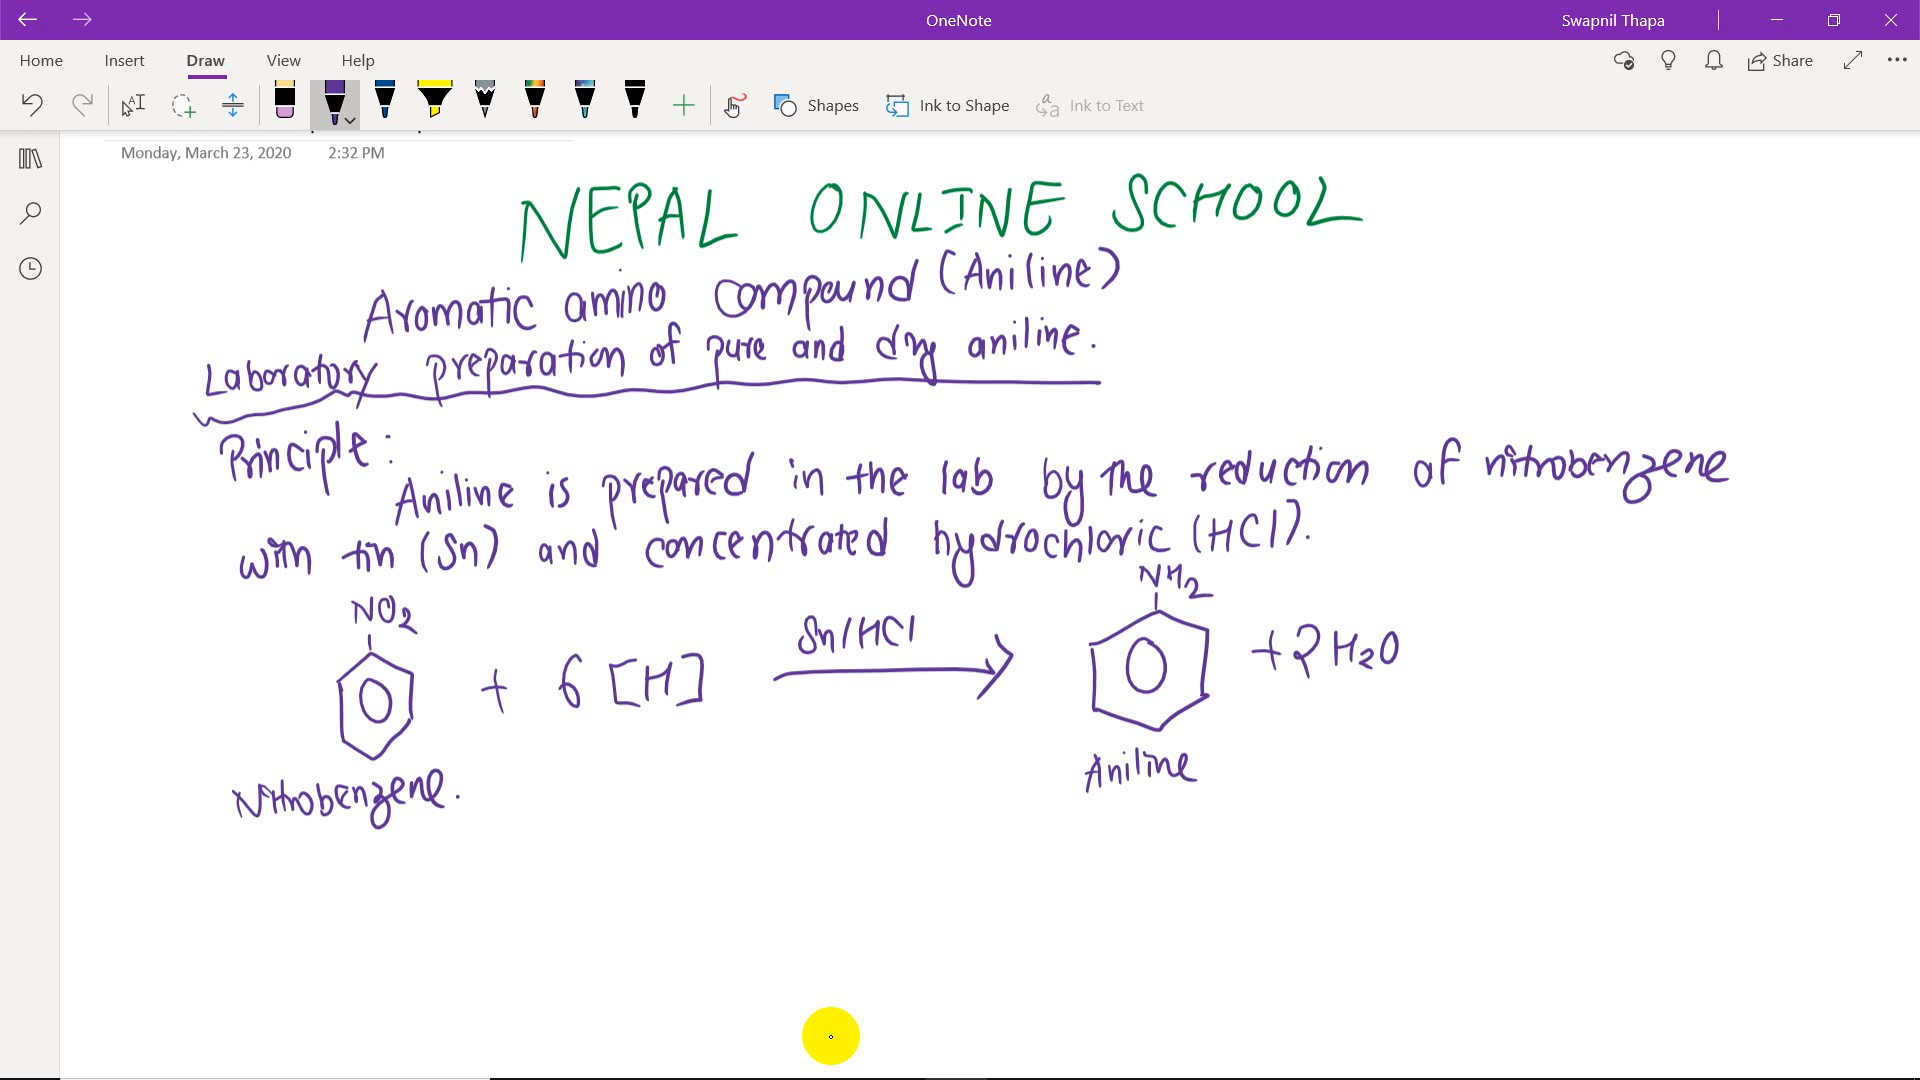 OneNote
Swapnil Thapa
Home Insert Draw View Help
Share
Shapes Ink to Shape Ink to Text
Monday, March 23, 2020 2:32 PM
NEPAL ONLINE SCHOOL
Aromatic amino compound (Aniline)
Laboratory preparation of pure and dry aniline.
Principle:
Aniline is prepared in the lab by the reduction of nitrobenzene
with tin (Sn) and concentrated hydrochloric (HCl).
NO2
NH2
+ 6 [H]
Sn/HCl
+ 2H2O
Nitrobenzene.
Aniline